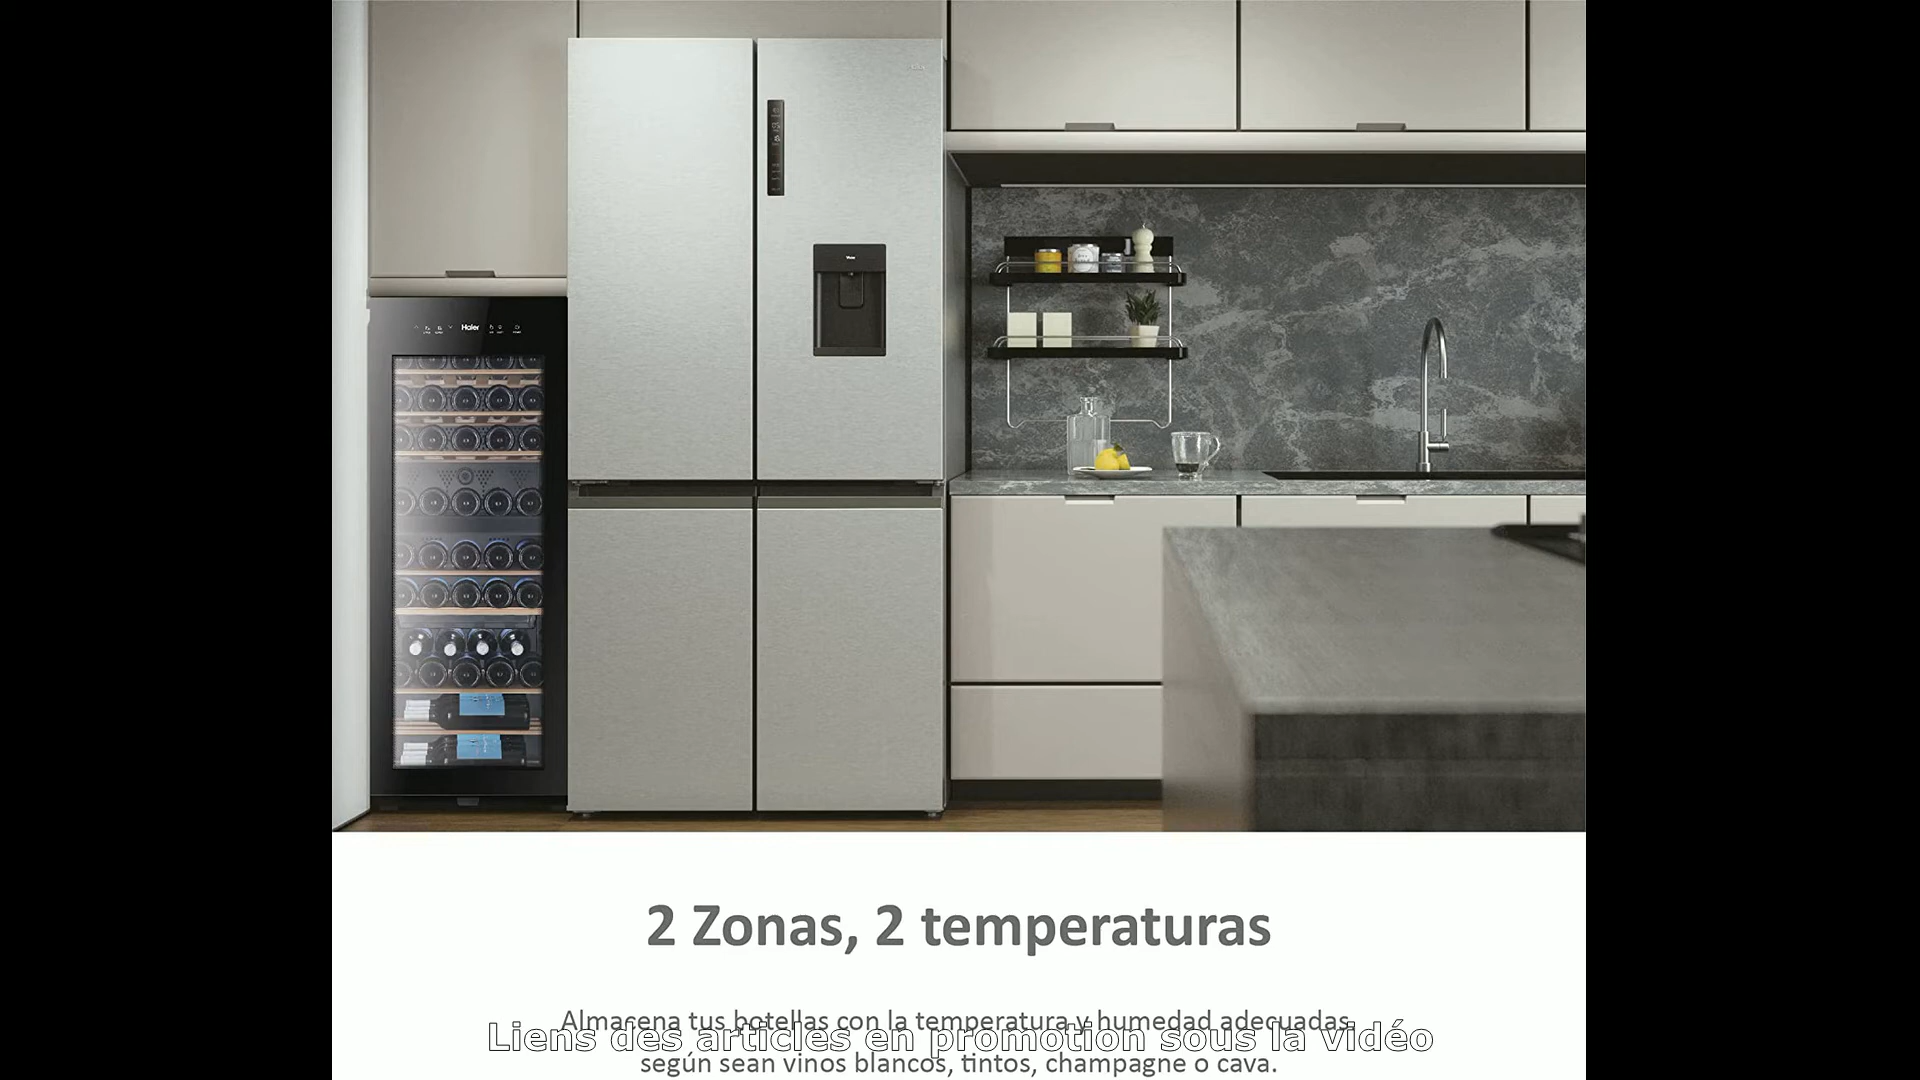 Haier
2 Zonas, 2 temperaturas
Almacena tus botellas con la temperatura y humedad adecuadas
Liens des articles en promotion sous la vidéo
según sean vinos blancos, tintos, champagne o cava.